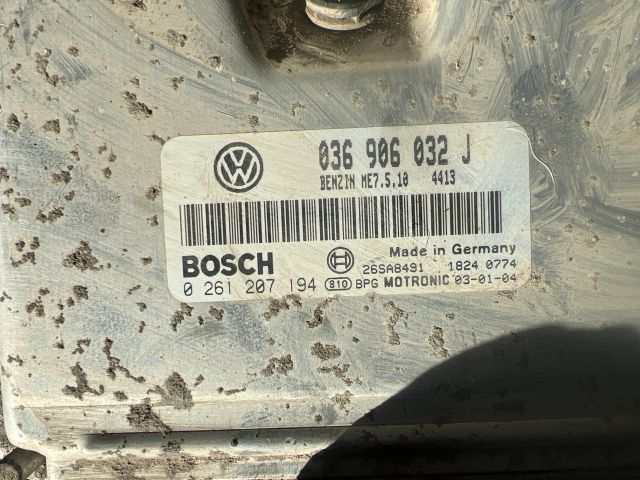 VW
036 906 032 J
BENZIN ME7.5.10 4413
BOSCH
Made in Germany
26SA8491 1824 0774
0 261 207 194 810 BPG MOTRONIC 03-01-04